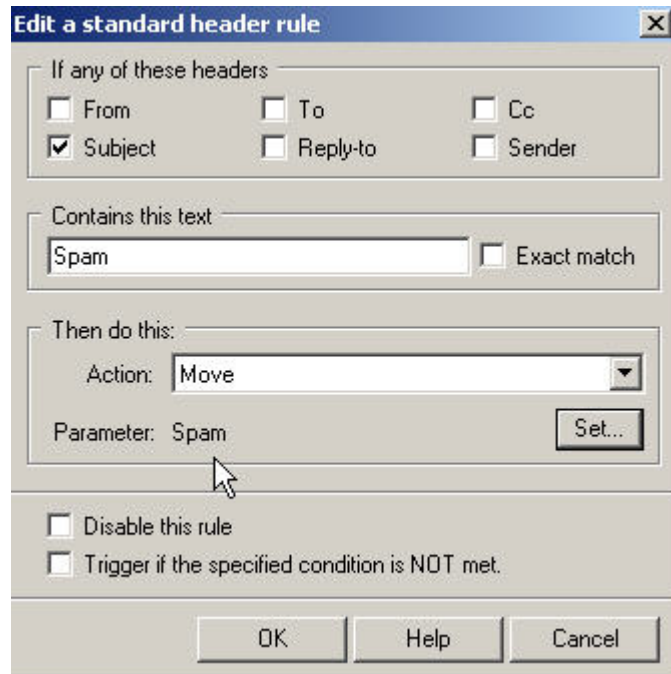 Edit a standard header rule
If any of these headers
From To Cc
Subject Reply-to Sender
Contains this text
Spam Exact match
Then do this:
Action: Move
Parameter: Spam Set...
Disable this rule
Trigger if the specified condition is NOT met.
OK Help Cancel